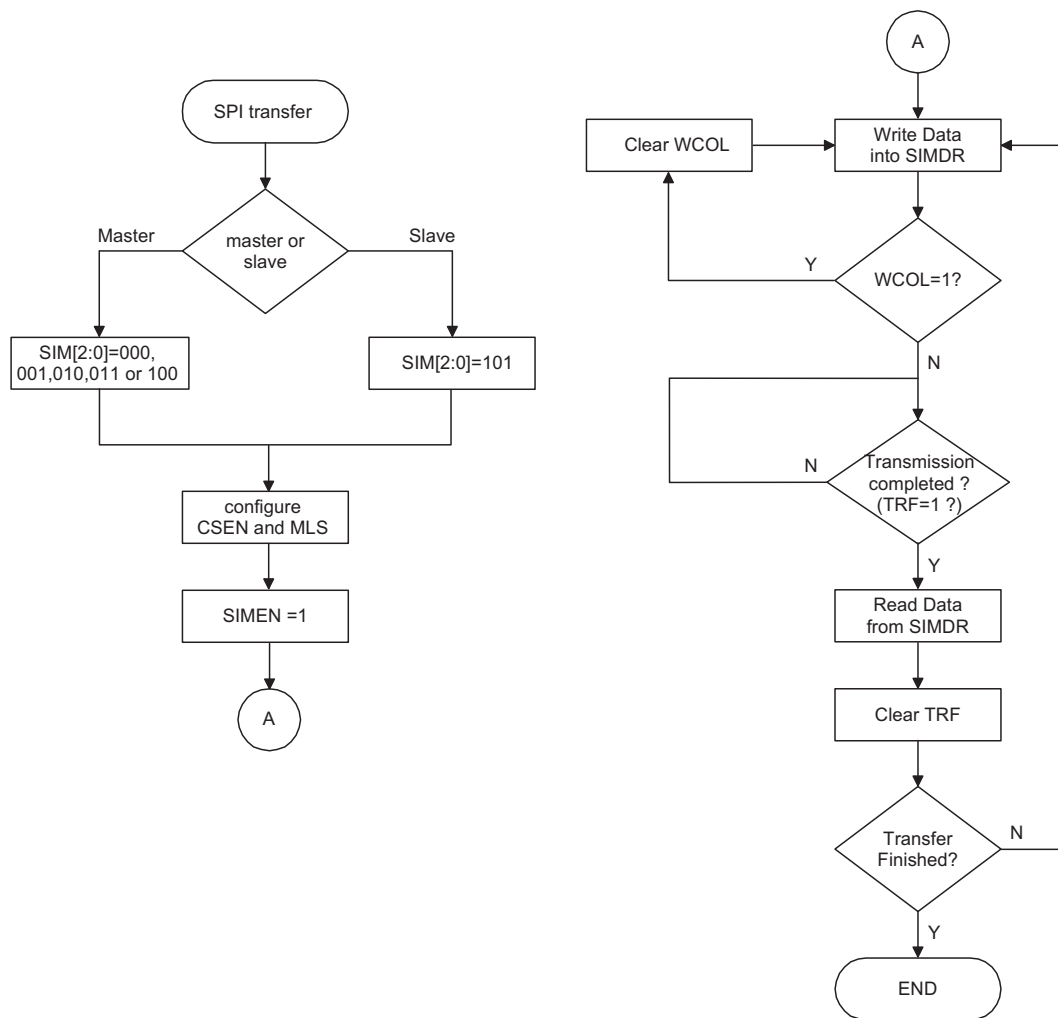 SPI transfer
master or
slave
Master
Slave
SIM[2:0]=000,
001,010,011 or 100
SIM[2:0]=101
configure
CSEN and MLS
SIMEN =1
A
A
Write Data
into SIMDR
Clear WCOL
WCOL=1?
Y
N
Transmission
completed ?
(TRF=1 ?)
N
Y
Read Data
from SIMDR
Clear TRF
Transfer
Finished?
N
Y
END